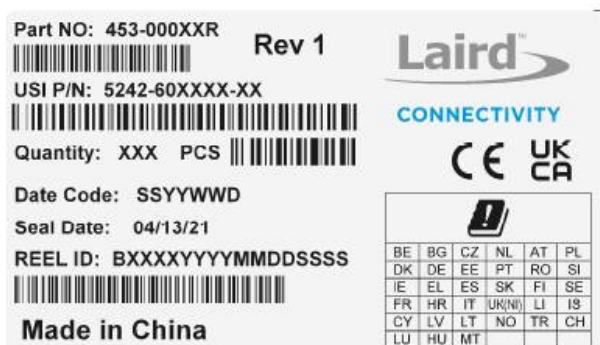 Part NO: 453-000XXR
Rev 1
USI P/N: 5242-60XXXX-XX
Quantity: XXX PCS
Date Code: SSYYWWD
Seal Date: 04/13/21
REEL ID: BXXXXYYYYMMDDSSSS
Made in China
Laird™
CONNECTIVITY
CE UK CA
!
BE BG CZ NL AT PL
DK DE EE PT RO SI
IE EL ES SK FI SE
FR HR IT UK(NI) LI IS
CY LV LT NO TR CH
LU HU MT